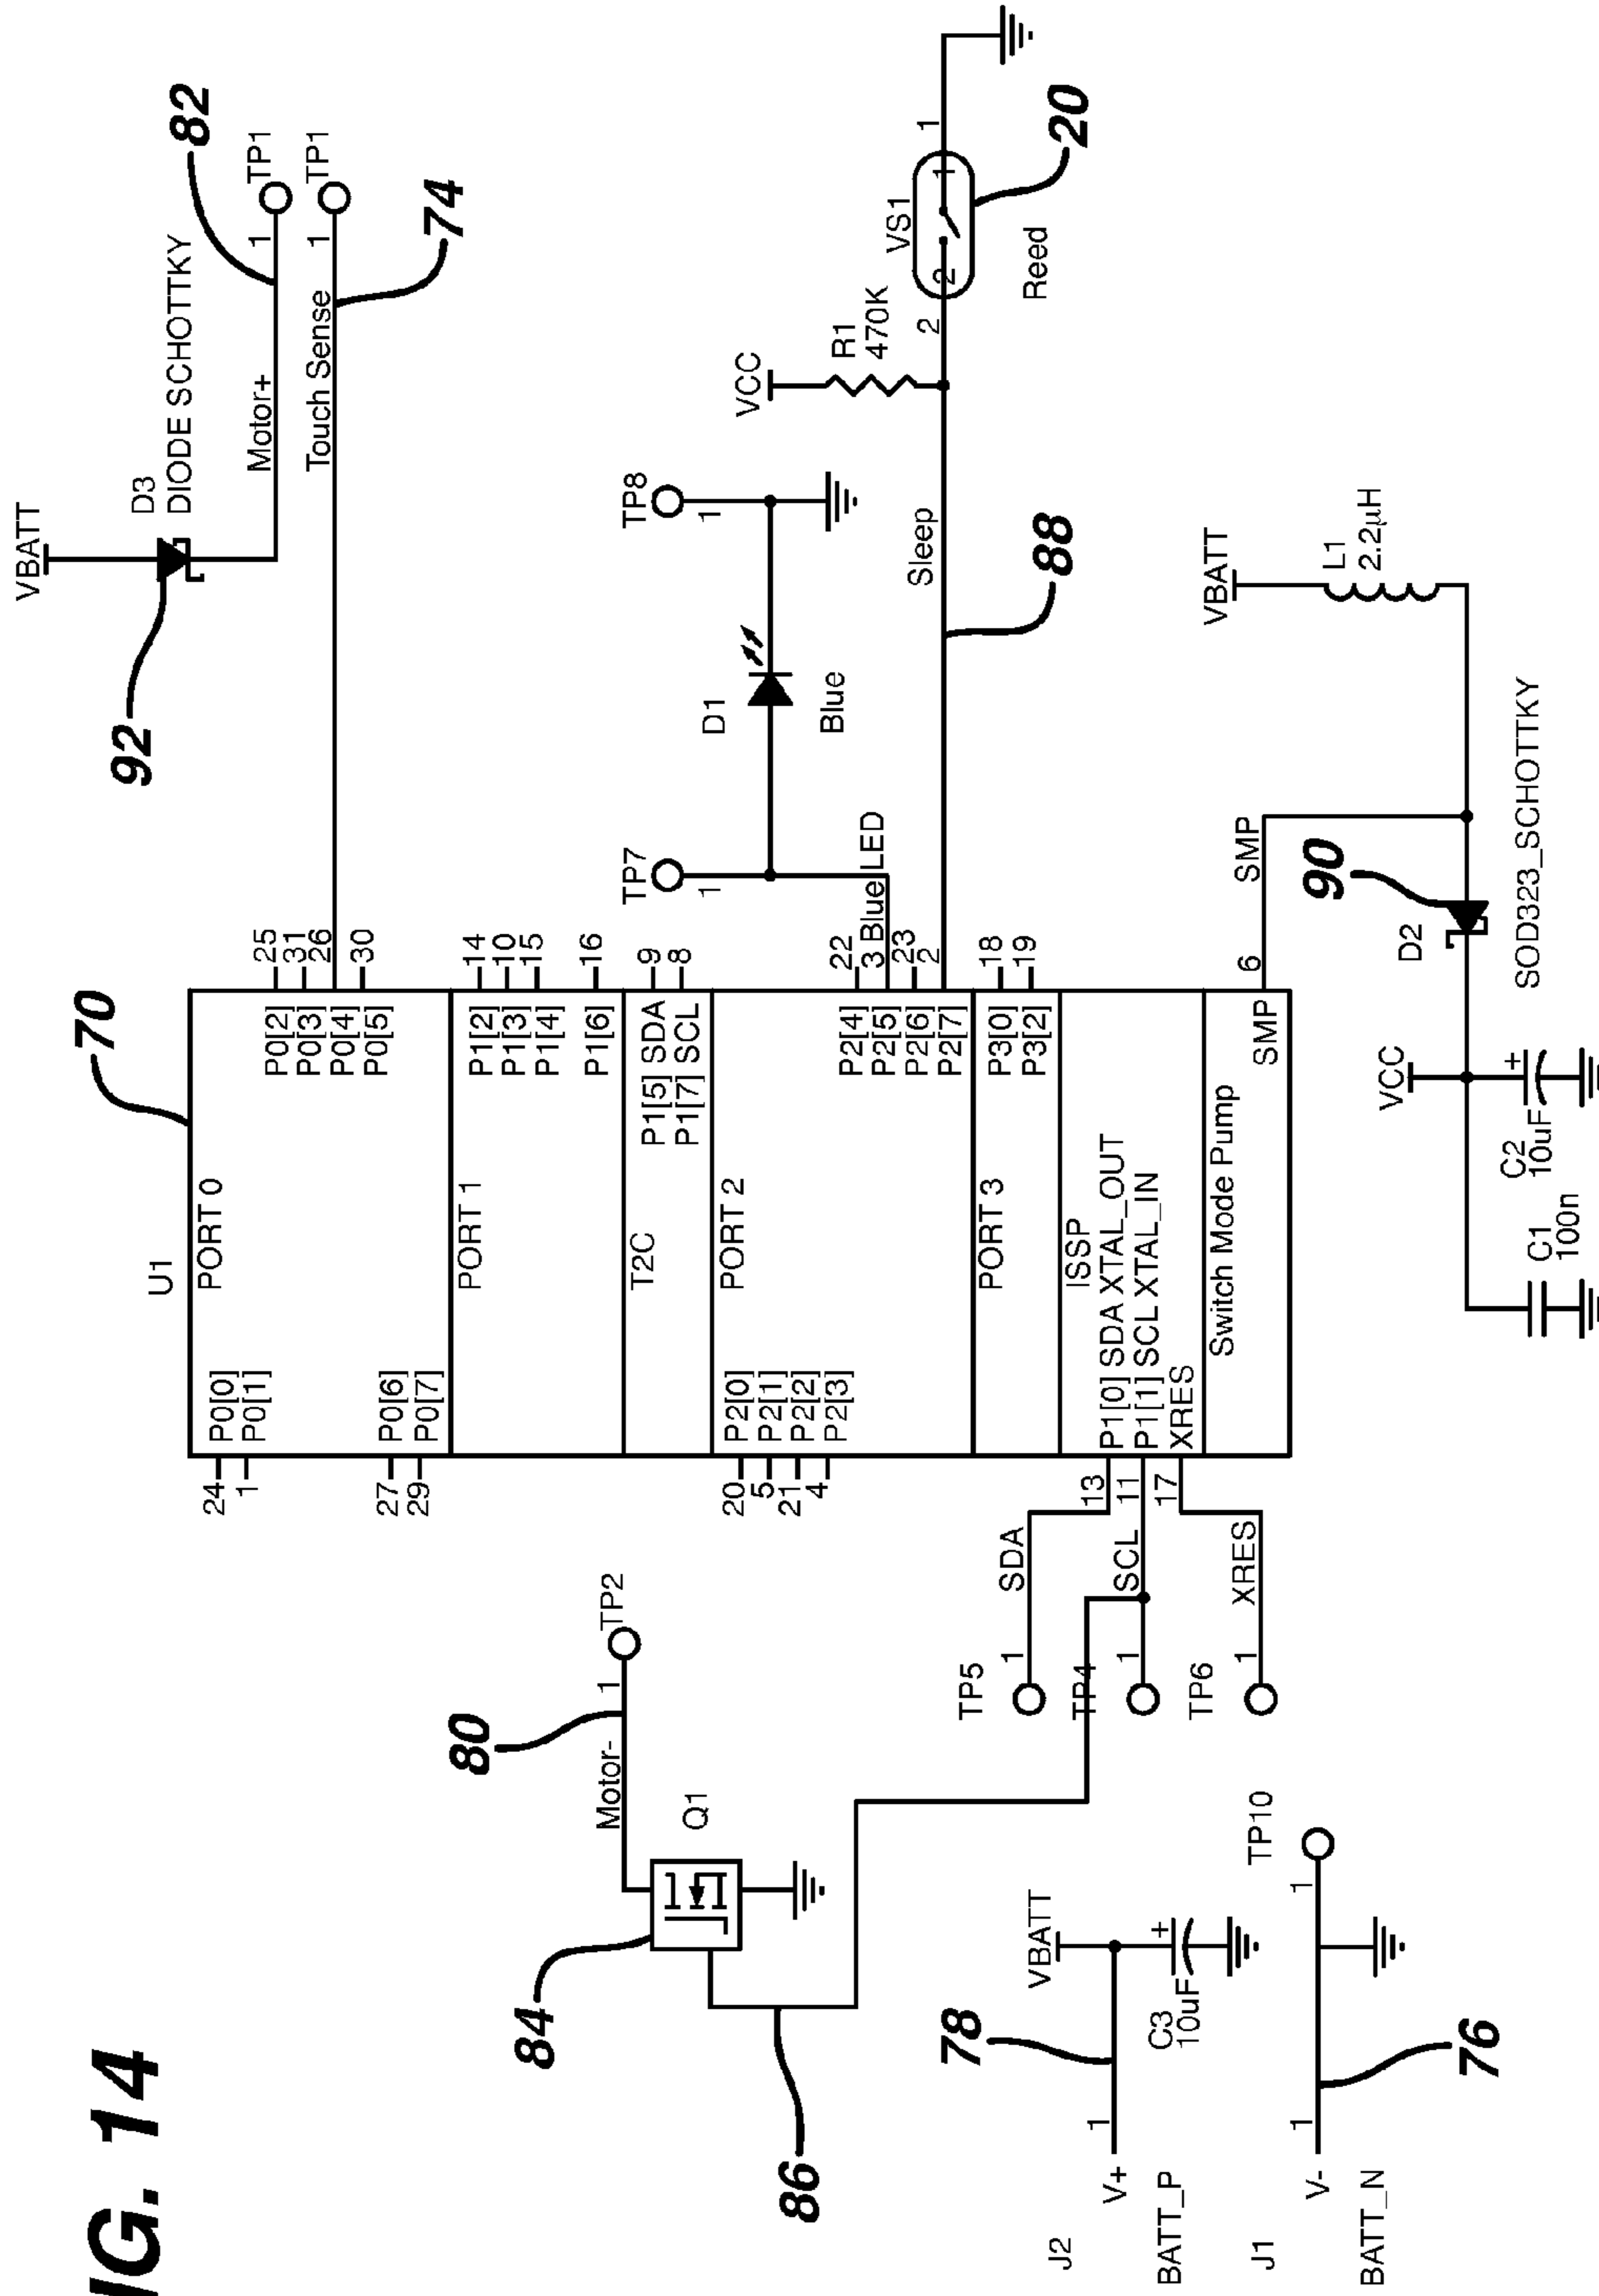 IG. 14
U1
70
PORT 0
P0[0]
P0[1]
P0[6]
P0[7]
24
1
27
29
P0[2]
P0[3]
P0[4]
P0[5]
25
31
26
30
PORT 1
P1[2]
P1[3]
P1[4]
P1[6]
14
10
15
16
T2C
P1[5] SDA
P1[7] SCL
9
8
PORT 2
P2[0]
P2[1]
P2[2]
P2[3]
20
5
21
4
P2[4]
P2[5]
P2[6]
P2[7]
22
3 Blue LED
23
2
PORT 3
P3[0]
P3[2]
18
19
ISSP
P1[0] SDA XTAL_OUT
P1[1] SCL XTAL_IN
XRES
13
11
17
Switch Mode Pump
SMP
6
SMP
VBATT
D3
DIODE SCHOTTKY
92
Motor+
1
TP1
82
Touch Sense
1
TP1
74
TP7
1
D1
Blue
TP8
1
VCC
R1
470K
Sleep
88
2
VS1
2
1
1
Reed
20
VBATT
L1
2.2µH
90
D2
SOD323_SCHOTTKY
VCC
+
C2
10uF
C1
100n
80
Motor-
1
TP2
84
Q1
86
SDA
TP5
1
SCL
TP4
1
XRES
TP6
1
VBATT
78
+
C3
10uF
J2
V+
1
BATT_P
J1
V-
1
BATT_N
76
1
TP10